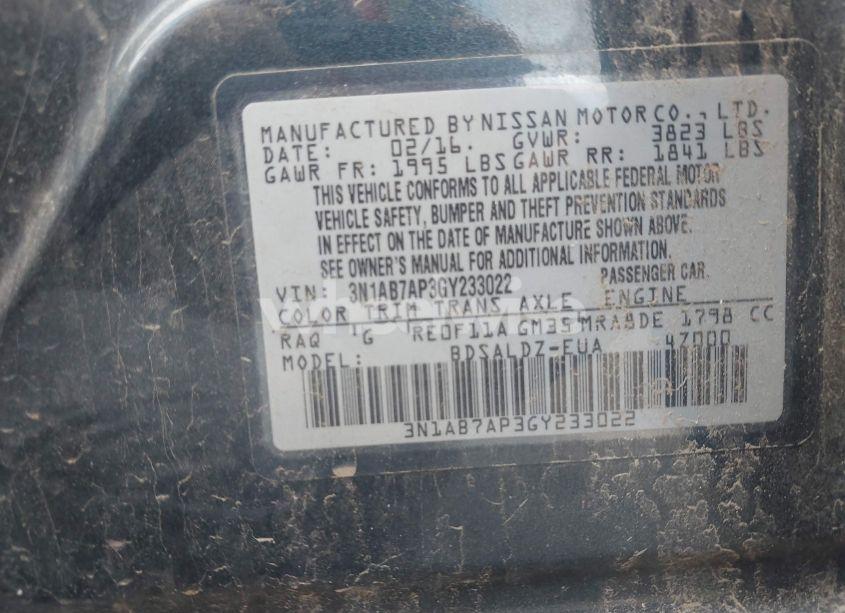 MANUFACTURED BY NISSAN MOTOR CO., LTD.
DATE: 02/16. GVWR: 3823 LBS
GAWR FR: 1995 LBS GAWR RR: 1841 LBS
THIS VEHICLE CONFORMS TO ALL APPLICABLE FEDERAL MOTOR
VEHICLE SAFETY, BUMPER AND THEFT PREVENTION STANDARDS
IN EFFECT ON THE DATE OF MANUFACTURE SHOWN ABOVE.
SEE OWNER'S MANUAL FOR ADDITIONAL INFORMATION.
VIN: 3N1AB7AP3GY233022 PASSENGER CAR.
COLOR TRIM TRANS AXLE ENGINE
RAQ G RE0F11A GM35 MRA8DE 1798 CC
MODEL: BDSALDZ-EUA 47000
3N1AB7AP3GY233022